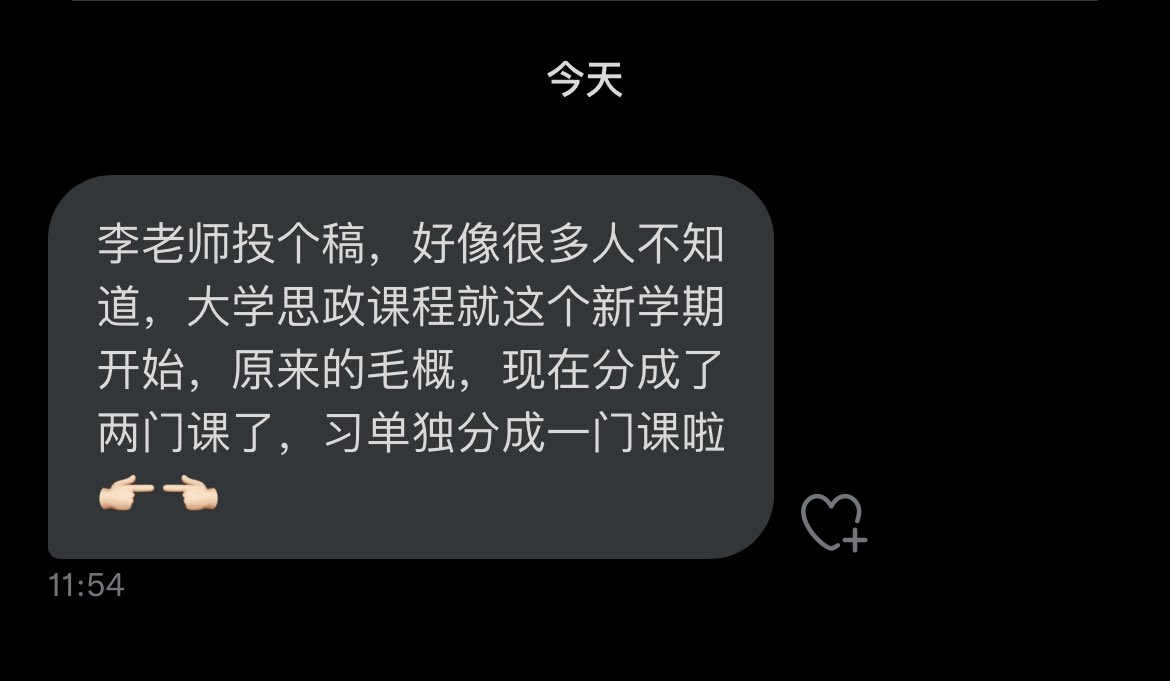 今天
李老师投个稿，好像很多人不知
道，大学思政课程就这个新学期
开始，原来的毛概，现在分成了
两门课了，习单独分成一门课啦
👉🏻👈🏻
11:54